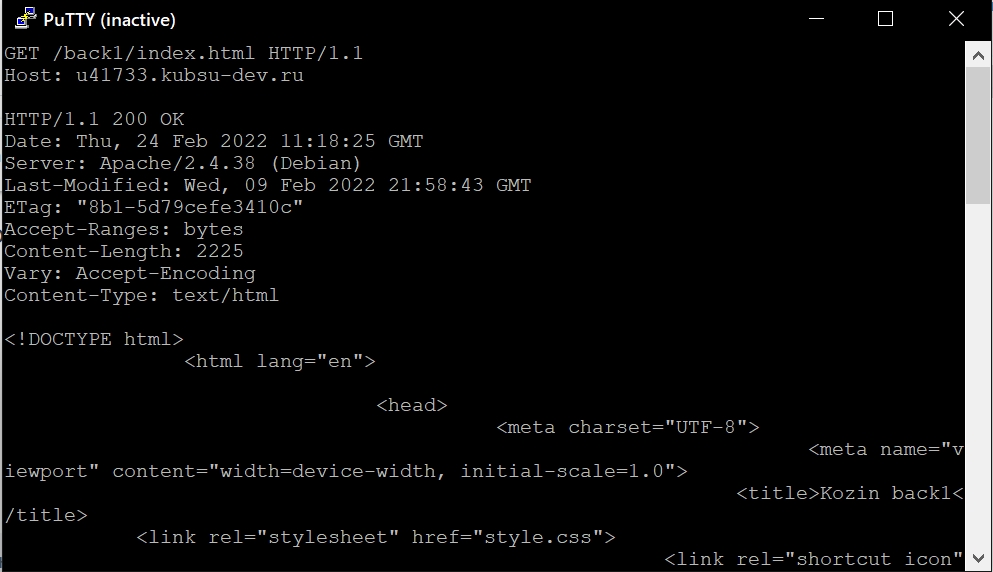 PuTTY (inactive)
GET /back1/index.html HTTP/1.1
Host: u41733.kubsu-dev.ru
HTTP/1.1 200 OK
Date: Thu, 24 Feb 2022 11:18:25 GMT
Server: Apache/2.4.38 (Debian)
Last-Modified: Wed, 09 Feb 2022 21:58:43 GMT
ETag: "8b1-5d79cefe3410c"
Accept-Ranges: bytes
Content-Length: 2225
Vary: Accept-Encoding
Content-Type: text/html
<!DOCTYPE html>
<html lang="en">
<head>
<meta charset="UTF-8">
<meta name="v
iewport" content="width=device-width, initial-scale=1.0">
<title>Kozin back1<
/title>
<link rel="stylesheet" href="style.css">
<link rel="shortcut icon"